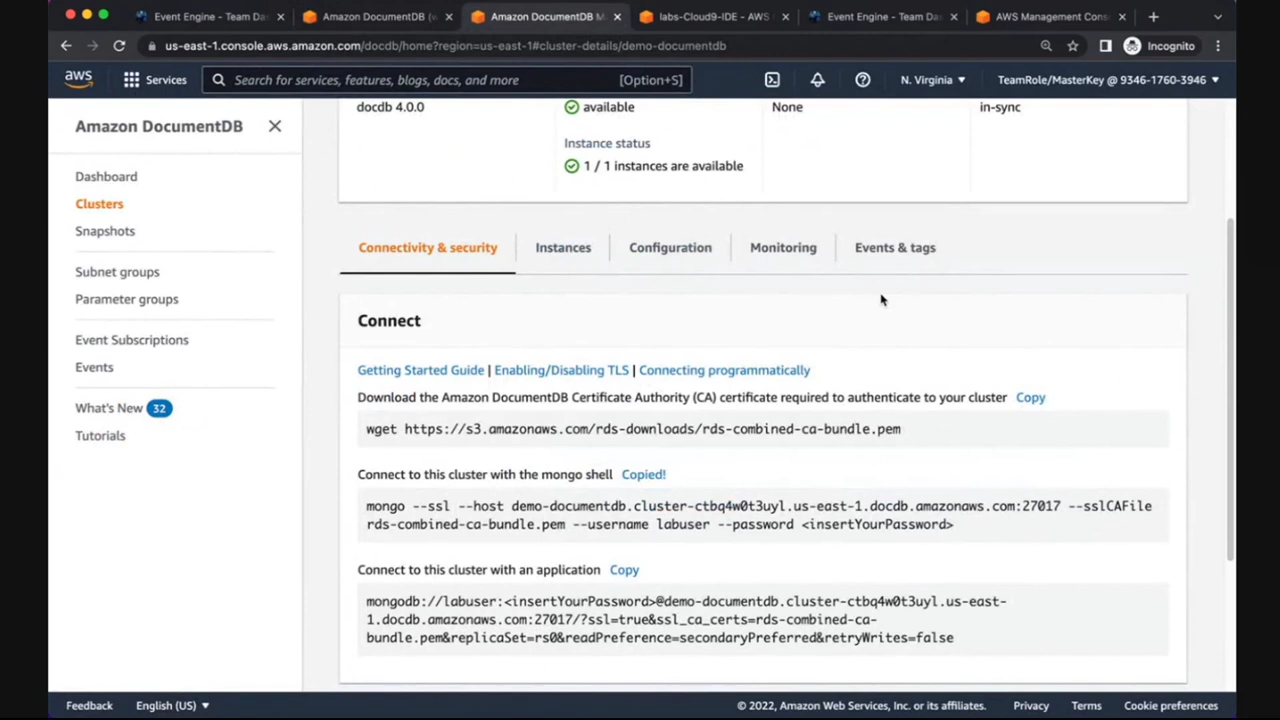 Event Engine - Team Da
Amazon DocumentDB (w
Amazon DocumentDB M
labs-Cloud9-IDE - AWS
Event Engine - Team Da
AWS Management Cons
us-east-1.console.aws.amazon.com/docdb/home?region=us-east-1#cluster-details/demo-documentdb
Incognito
aws
Services
Search for services, features, blogs, docs, and more
[Option+S]
N. Virginia
TeamRole/MasterKey @ 9346-1760-3946
Amazon DocumentDB
Dashboard
Clusters
Snapshots
Subnet groups
Parameter groups
Event Subscriptions
Events
What's New 32
Tutorials
docdb 4.0.0
available
None
in-sync
Instance status
1 / 1 instances are available
Connectivity & security
Instances
Configuration
Monitoring
Events & tags
Connect
Getting Started Guide | Enabling/Disabling TLS | Connecting programmatically
Download the Amazon DocumentDB Certificate Authority (CA) certificate required to authenticate to your cluster Copy
wget https://s3.amazonaws.com/rds-downloads/rds-combined-ca-bundle.pem
Connect to this cluster with the mongo shell Copied!
mongo --ssl --host demo-documentdb.cluster-ctbq4w0t3uyl.us-east-1.docdb.amazonaws.com:27017 --sslCAFile
rds-combined-ca-bundle.pem --username labuser --password <insertYourPassword>
Connect to this cluster with an application Copy
mongodb://labuser:<insertYourPassword>@demo-documentdb.cluster-ctbq4w0t3uyl.us-east-
1.docdb.amazonaws.com:27017/?ssl=true&ssl_ca_certs=rds-combined-ca-
bundle.pem&replicaSet=rs0&readPreference=secondaryPreferred&retryWrites=false
Feedback
English (US)
© 2022, Amazon Web Services, Inc. or its affiliates.
Privacy
Terms
Cookie preferences